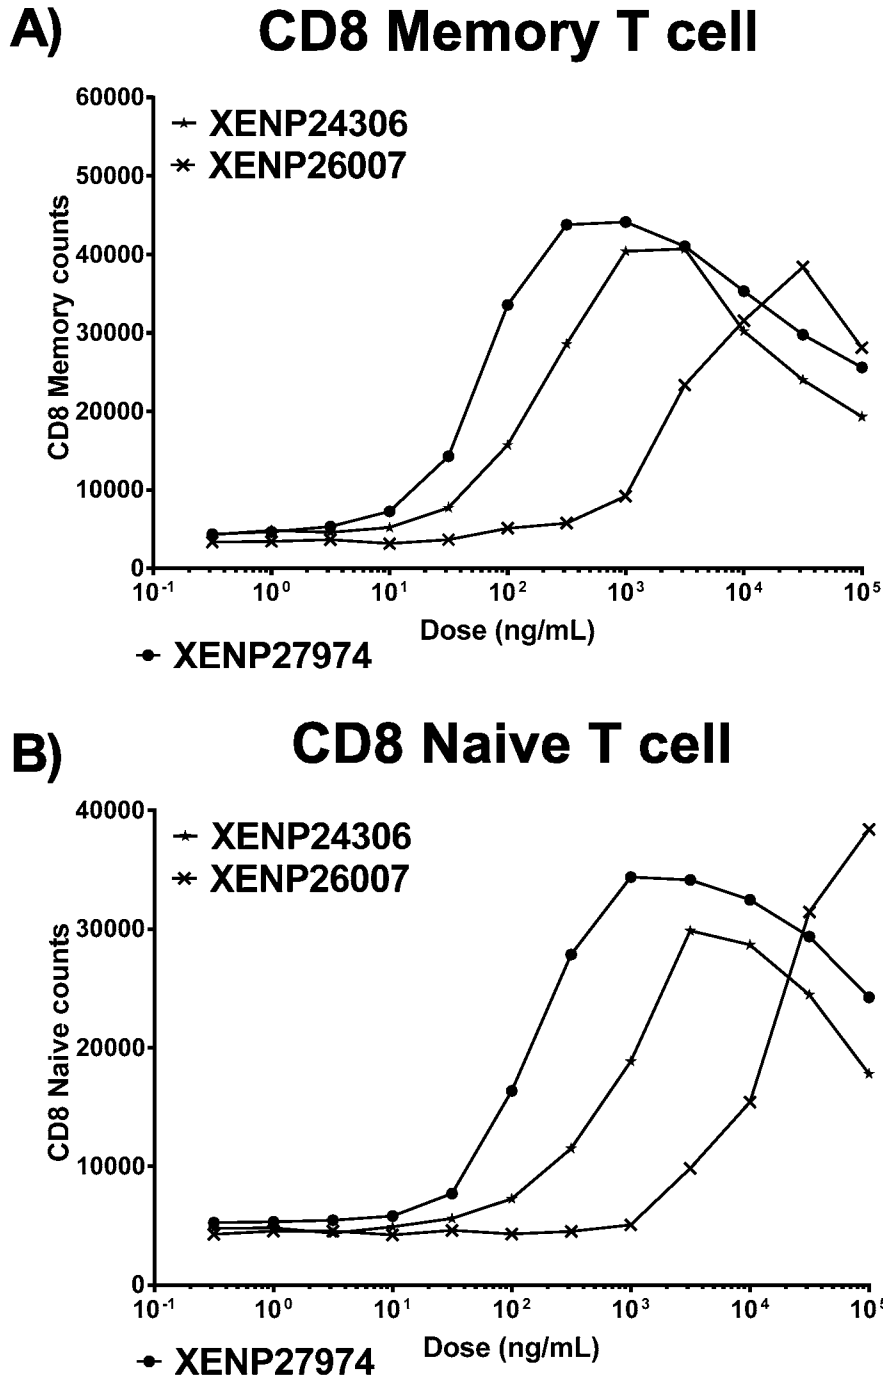 A)
CD8 Memory T cell
60000
50000
40000
30000
20000
10000
0
CD8 Memory counts
XENP24306
XENP26007
10⁻¹ 10⁰ 10¹ 10² 10³ 10⁴ 10⁵
Dose (ng/mL)
XENP27974
B)
CD8 Naive T cell
40000
30000
20000
10000
0
CD8 Naive counts
XENP24306
XENP26007
10⁻¹ 10⁰ 10¹ 10² 10³ 10⁴ 10⁵
Dose (ng/mL)
XENP27974